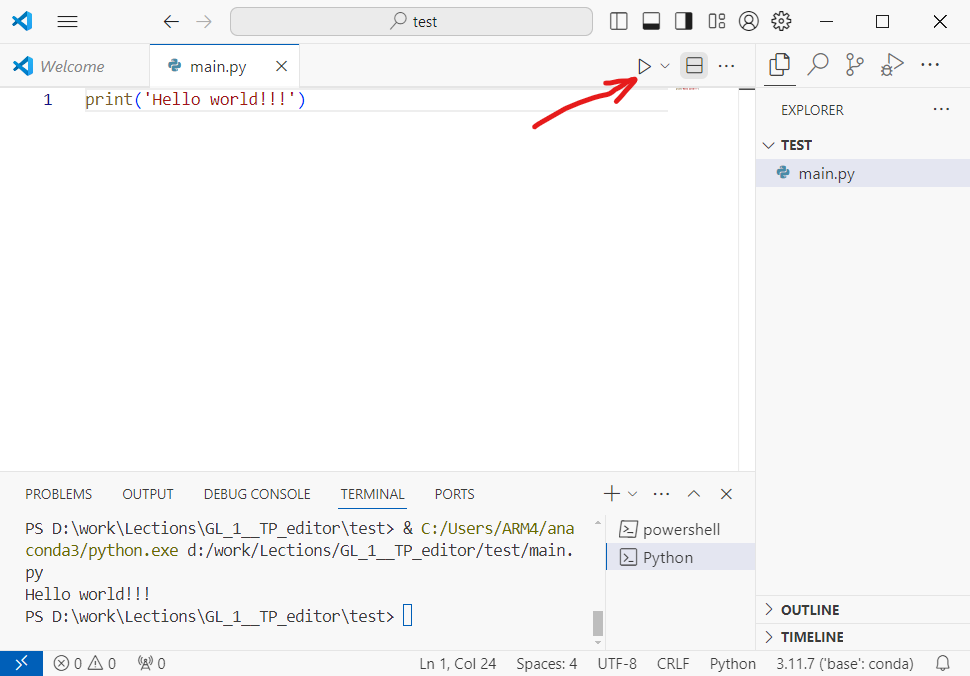 test
Welcome
main.py
1 print('Hello world!!!')
EXPLORER
TEST
main.py
PROBLEMS OUTPUT DEBUG CONSOLE TERMINAL PORTS
PS D:\work\Lections\GL_1__TP_editor\test> & C:/Users/ARM4/ana
conda3/python.exe d:/work/Lections/GL_1__TP_editor/test/main.
py
Hello world!!!
PS D:\work\Lections\GL_1__TP_editor\test>
powershell
Python
OUTLINE
TIMELINE
0 0 0 Ln 1, Col 24 Spaces: 4 UTF-8 CRLF Python 3.11.7 ('base': conda)